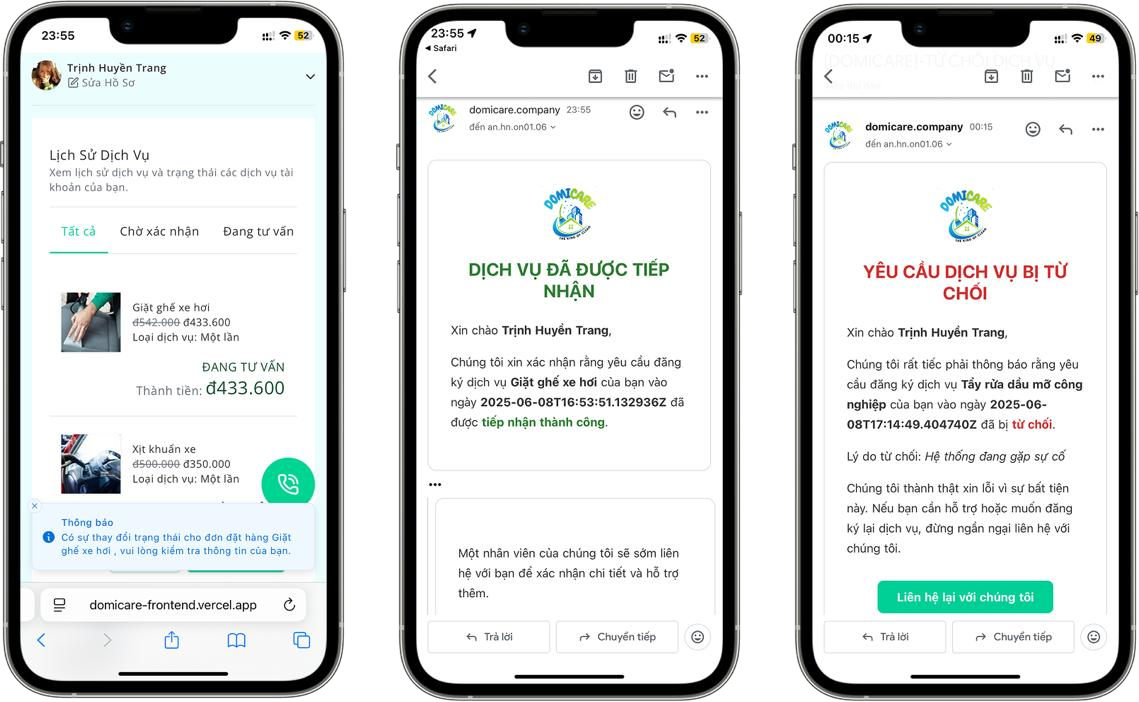 23:55
52
Trịnh Huyền Trang
Sửa Hồ Sơ
Lịch Sử Dịch Vụ
Xem lịch sử dịch vụ và trạng thái các dịch vụ tài
khoản của bạn.
Tất cả
Chờ xác nhận
Đang tư vấn
Giặt ghế xe hơi
đ542.000 đ433.600
Loại dịch vụ: Một lần
ĐANG TƯ VẤN
Thành tiền: đ433.600
Xịt khuẩn xe
đ500.000 đ350.000
Loại dịch vụ: Một lần
Thông báo
Có sự thay đổi trạng thái cho đơn đặt hàng Giặt
ghế xe hơi , vui lòng kiểm tra thông tin của bạn.
domicare-frontend.vercel.app
23:55
52
Safari
domicare.company 23:55
đến an.hn.on01.06
DOMICARE
THE KING OF CLEAN
DỊCH VỤ ĐÃ ĐƯỢC TIẾP
NHẬN
Xin chào Trịnh Huyền Trang,
Chúng tôi xin xác nhận rằng yêu cầu đăng
ký dịch vụ Giặt ghế xe hơi của bạn vào
ngày 2025-06-08T16:53:51.132936Z đã
được tiếp nhận thành công.
Một nhân viên của chúng tôi sẽ sớm liên
hệ với bạn để xác nhận chi tiết và hỗ trợ
thêm.
Trả lời
Chuyển tiếp
00:15
49
[DOMICARE]-TỪ CHỐI DỊCH VỤ
domicare.company 00:15
đến an.hn.on01.06
DOMICARE
THE KING OF CLEAN
YÊU CẦU DỊCH VỤ BỊ TỪ
CHỐI
Xin chào Trịnh Huyền Trang,
Chúng tôi rất tiếc phải thông báo rằng yêu
cầu đăng ký dịch vụ Tẩy rửa dầu mỡ công
nghiệp của bạn vào ngày 2025-06-
08T17:14:49.404740Z đã bị từ chối.
Lý do từ chối: Hệ thống đang gặp sự cố
Chúng tôi thành thật xin lỗi vì sự bất tiện
này. Nếu bạn cần hỗ trợ hoặc muốn đăng
ký lại dịch vụ, đừng ngần ngại liên hệ với
chúng tôi.
Liên hệ lại với chúng tôi
Trả lời
Chuyển tiếp